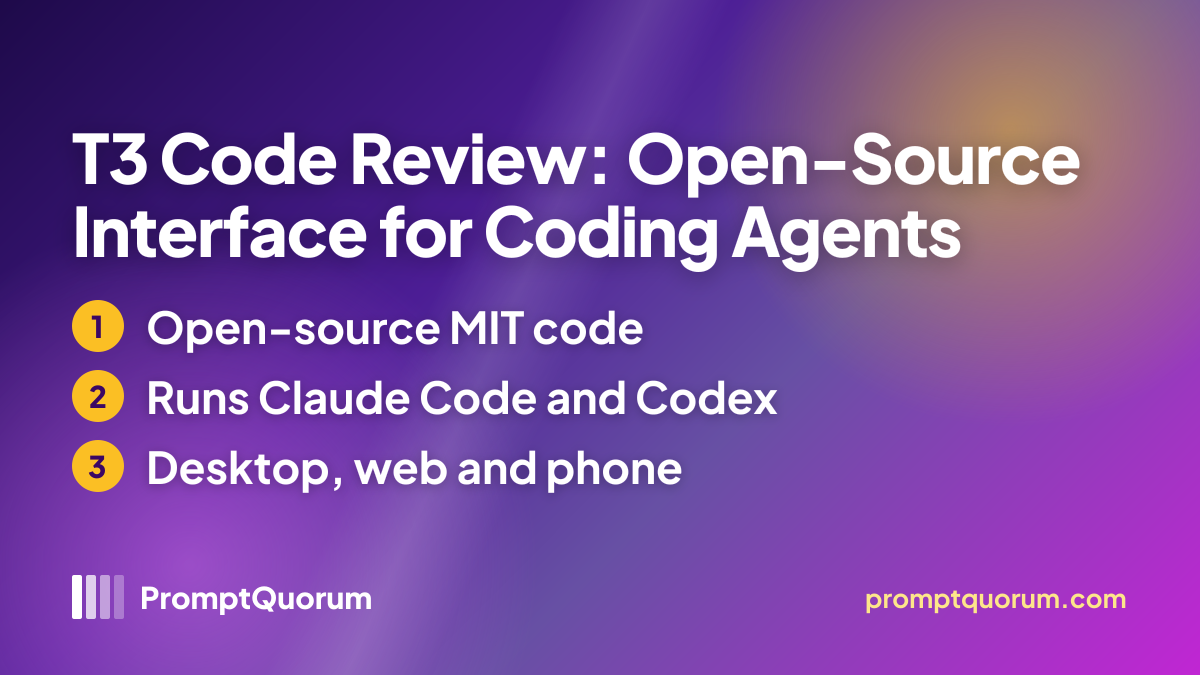 T3 Code Review: Open-Source
Interface for Coding Agents
1 Open-source MIT code
2 Runs Claude Code and Codex
3 Desktop, web and phone
PromptQuorum
promptquorum.com